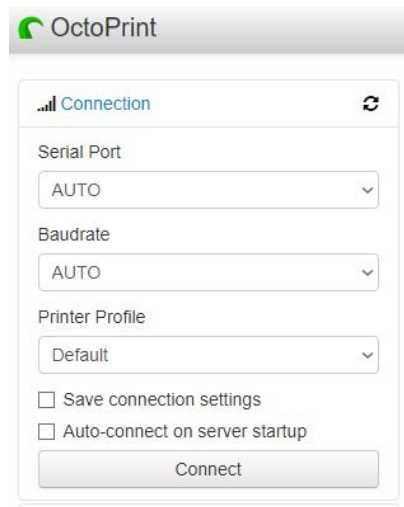 OctoPrint
Connection
Serial Port
AUTO
Baudrate
AUTO
Printer Profile
Default
Save connection settings
Auto-connect on server startup
Connect